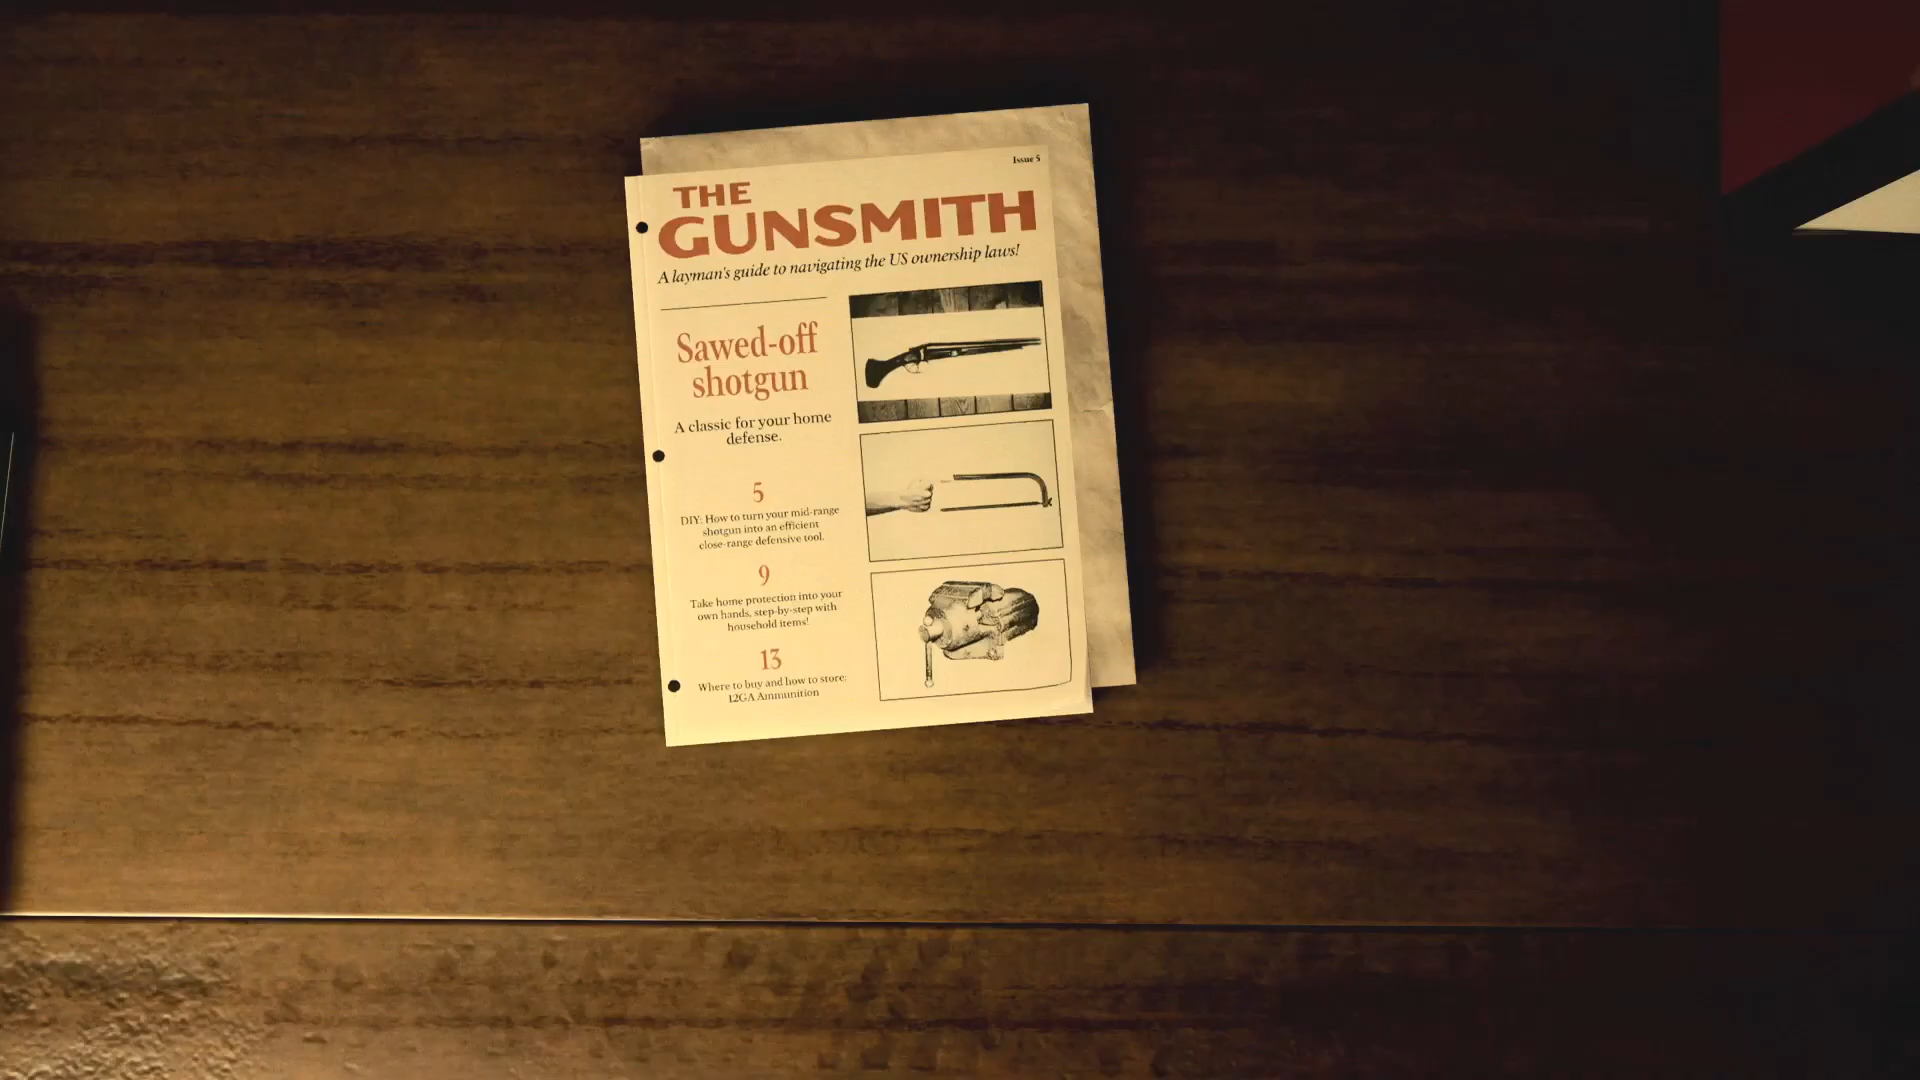 Issue 5
THE
GUNSMITH
A layman's guide to navigating the US ownership laws!
Sawed-off
shotgun
A classic for your home
defense.
5
DIY: How to turn your mid-range
shotgun into an efficient
close-range defensive tool.
9
Take home protection into your
own hands, step-by-step with
household items!
13
Where to buy and how to store:
12GA Ammunition